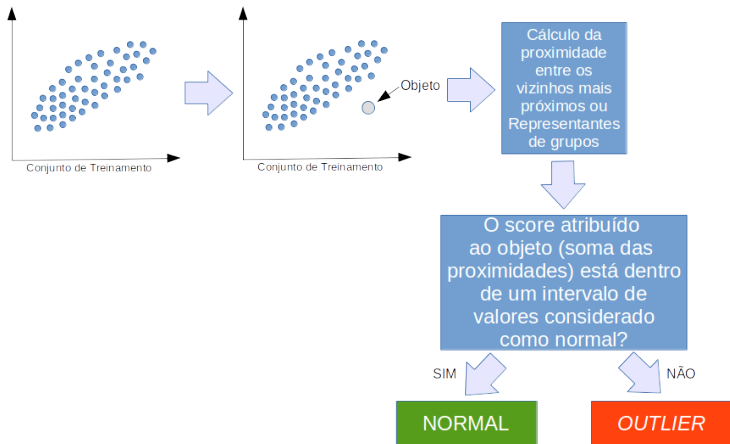 Conjunto de Treinamento
Objeto
Conjunto de Treinamento
Cálculo da
proximidade
entre os
vizinhos mais
próximos ou
Representantes
de grupos
O score atribuído
ao objeto (soma das
proximidades) está dentro
de um intervalo de
valores considerado
como normal?
SIM
NÃO
NORMAL
OUTLIER